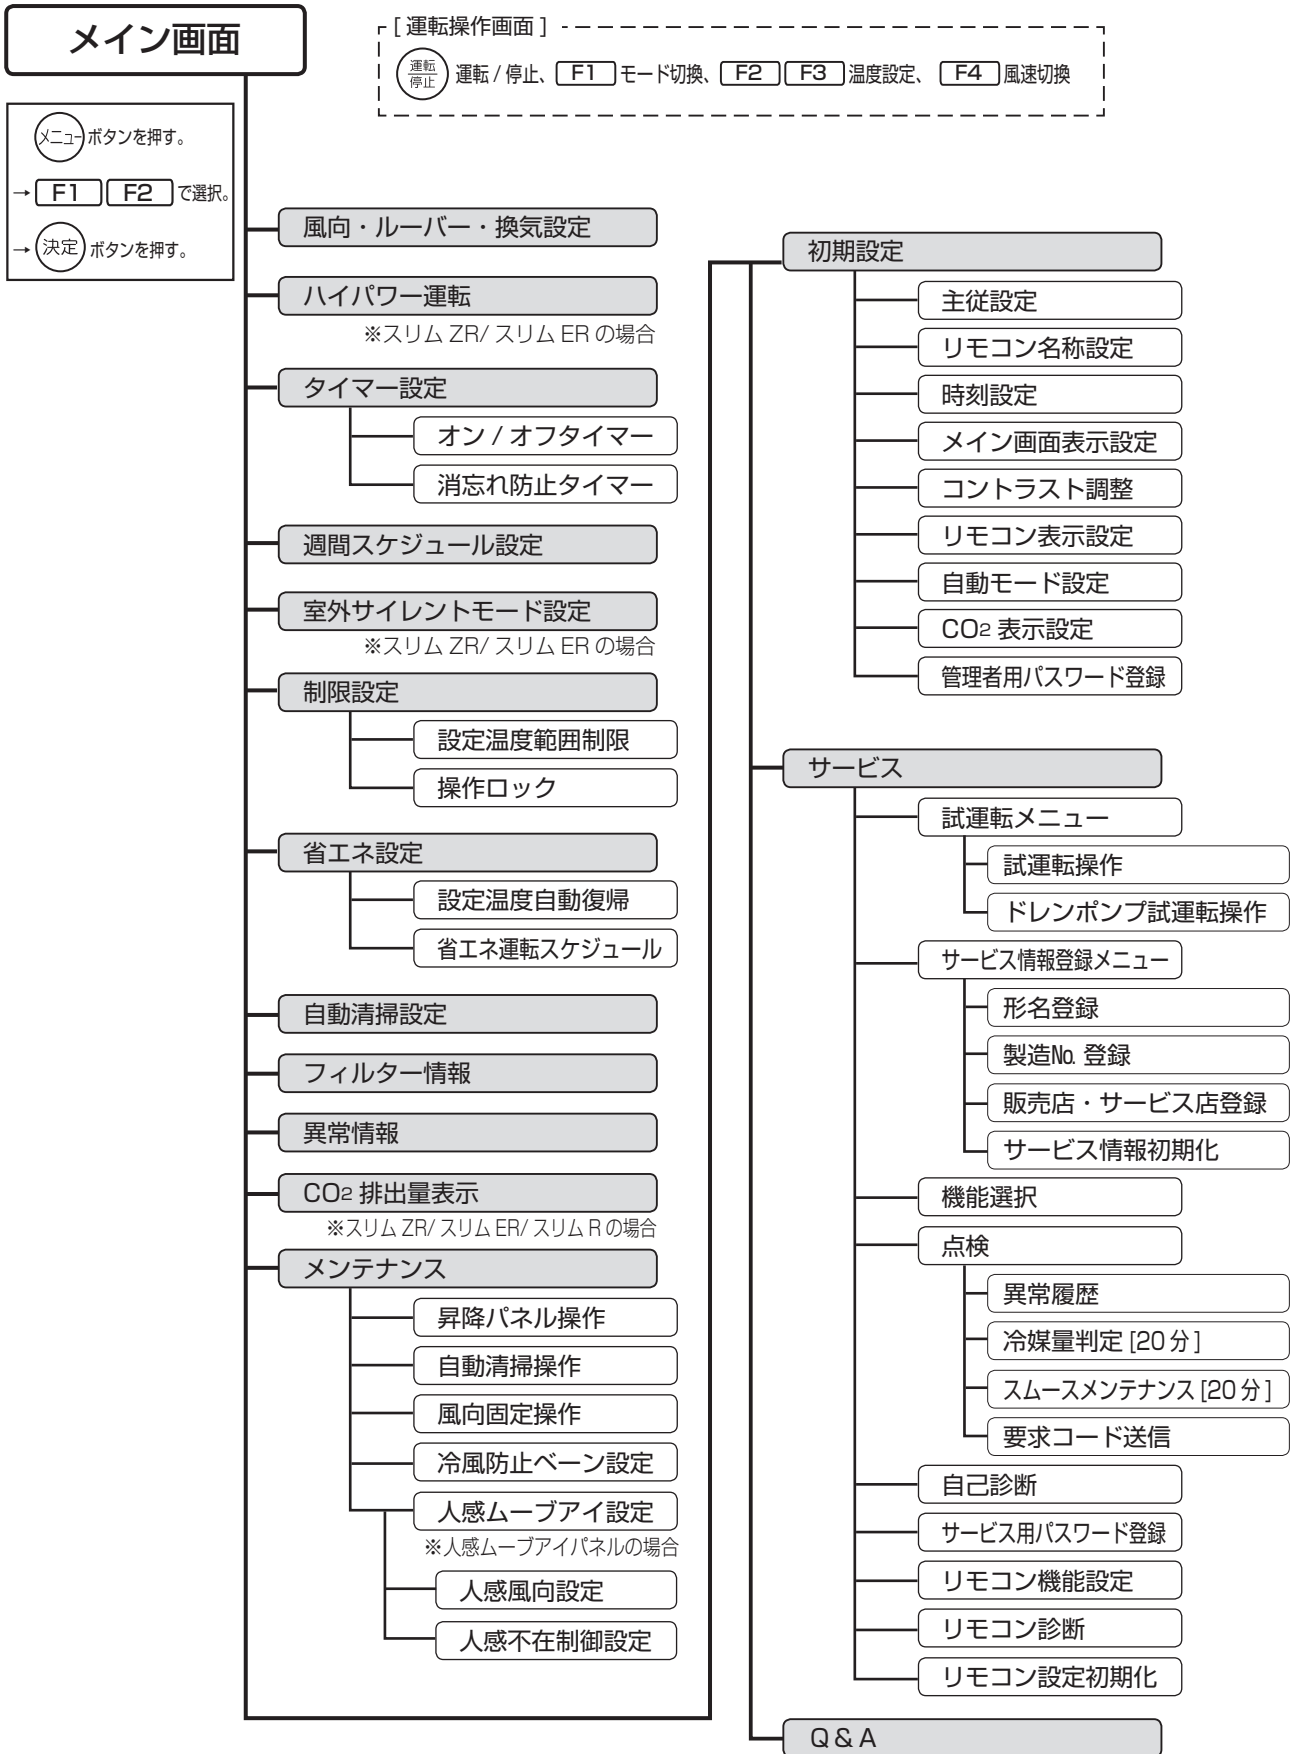 メイン画面
[ 運転操作画面 ]
運転 停止 運転 / 停止、 F1 モード切換、 F2 F3 温度設定、 F4 風速切換
メニュー ボタンを押す。
→ F1 F2 で選択。
→ 決定 ボタンを押す。
風向・ルーバー・換気設定
ハイパワー運転
※スリム ZR/ スリム ER の場合
タイマー設定
オン / オフタイマー
消忘れ防止タイマー
週間スケジュール設定
室外サイレントモード設定
※スリム ZR/ スリム ER の場合
制限設定
設定温度範囲制限
操作ロック
省エネ設定
設定温度自動復帰
省エネ運転スケジュール
自動清掃設定
フィルター情報
異常情報
CO2 排出量表示
※スリム ZR/ スリム ER/ スリム R の場合
メンテナンス
昇降パネル操作
自動清掃操作
風向固定操作
冷風防止ベーン設定
人感ムーブアイ設定
※人感ムーブアイパネルの場合
人感風向設定
人感不在制御設定
初期設定
主従設定
リモコン名称設定
時刻設定
メイン画面表示設定
コントラスト調整
リモコン表示設定
自動モード設定
CO2 表示設定
管理者用パスワード登録
サービス
試運転メニュー
試運転操作
ドレンポンプ試運転操作
サービス情報登録メニュー
形名登録
製造№ 登録
販売店・サービス店登録
サービス情報初期化
機能選択
点検
異常履歴
冷媒量判定 [20 分 ]
スムースメンテナンス [20 分 ]
要求コード送信
自己診断
サービス用パスワード登録
リモコン機能設定
リモコン診断
リモコン設定初期化
Q & A